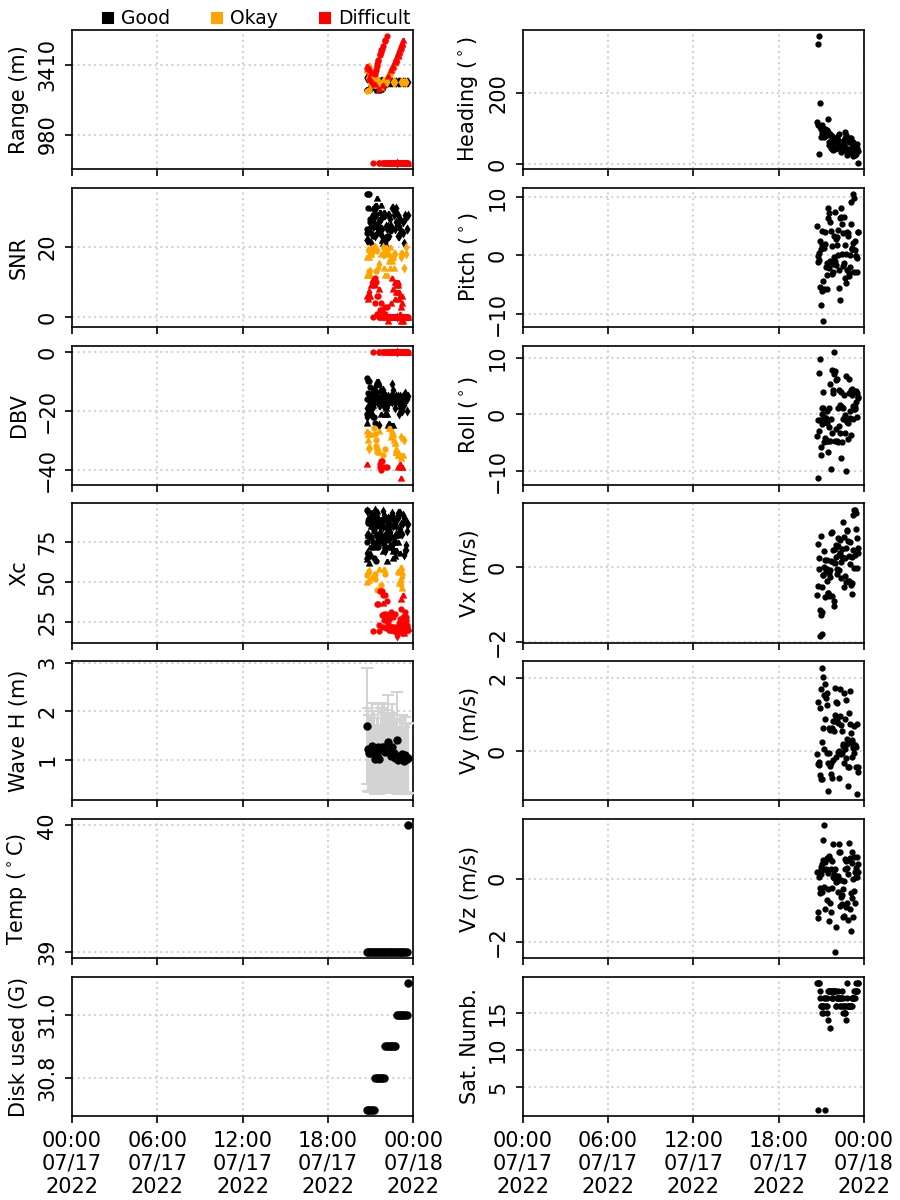 Good Okay Difficult
Range (m)
3410
980
Heading (°)
200
0
SNR
20
0
Pitch (°)
10
0
−10
DBV
0
−20
−40
Roll (°)
10
0
−10
Xc
75
50
25
Vx (m/s)
0
−2
Wave H (m)
3
2
1
Vy (m/s)
2
0
Temp (°C)
40
39
Vz (m/s)
0
−2
Disk used (G)
31.0
30.8
Sat. Numb.
15
10
5
00:00 06:00 12:00 18:00 00:00
07/17 07/17 07/17 07/17 07/18
2022 2022 2022 2022 2022
00:00 06:00 12:00 18:00 00:00
07/17 07/17 07/17 07/17 07/18
2022 2022 2022 2022 2022